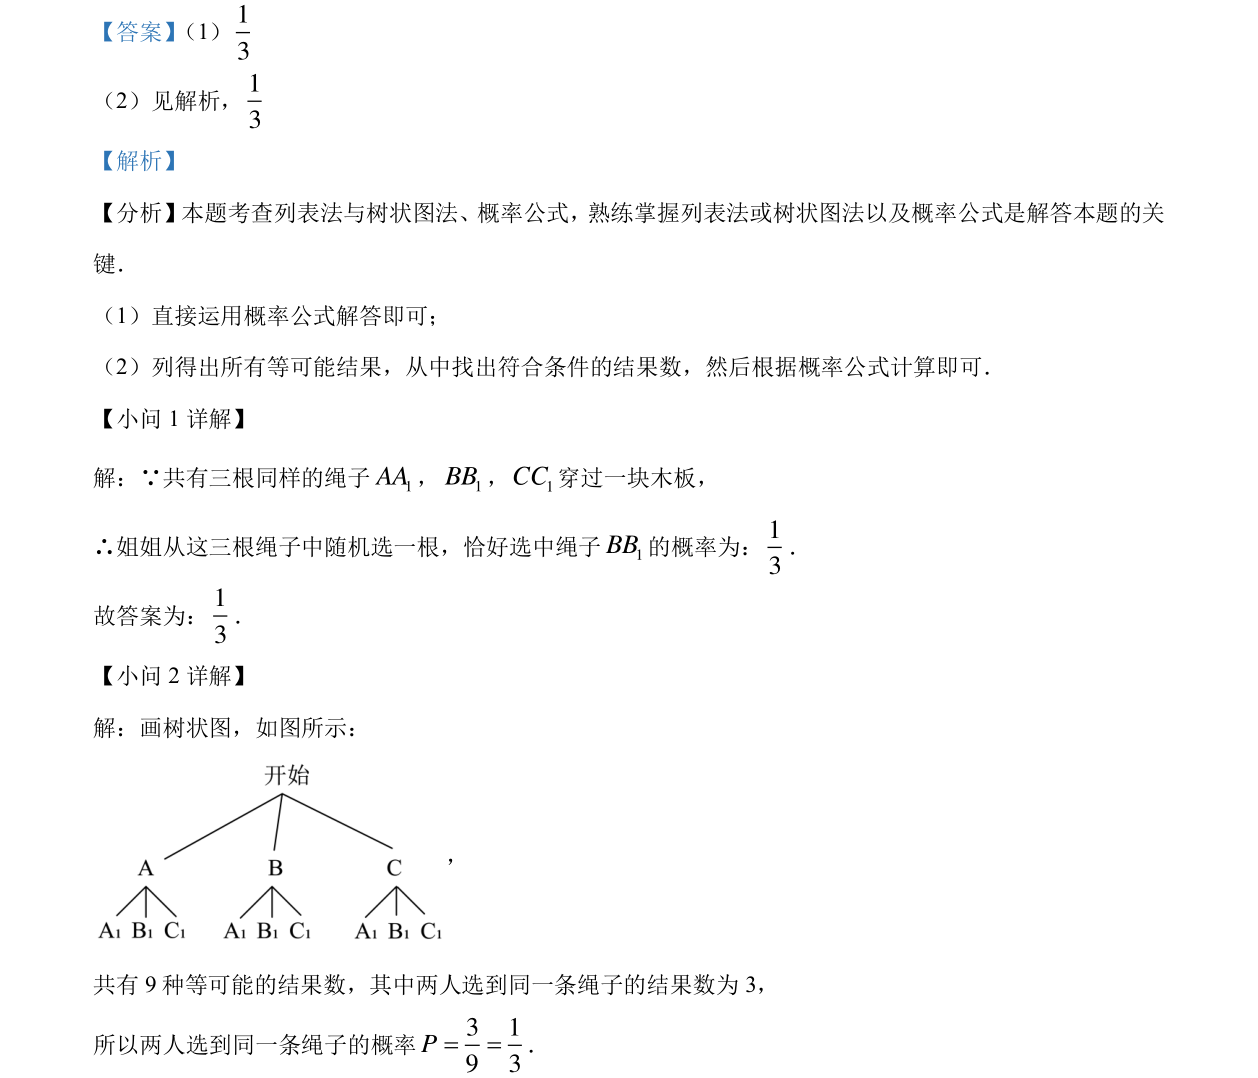 【答案】（1）1/3
（2）见解析，1/3
【解析】
【分析】本题考查列表法与树状图法、概率公式，熟练掌握列表法或树状图法以及概率公式是解答本题的关
键．
（1）直接运用概率公式解答即可；
（2）列得出所有等可能结果，从中找出符合条件的结果数，然后根据概率公式计算即可．
【小问 1 详解】
解：∵共有三根同样的绳子 AA₁，BB₁，CC₁ 穿过一块木板，
∴姐姐从这三根绳子中随机选一根，恰好选中绳子 BB₁ 的概率为：1/3．
故答案为：1/3．
【小问 2 详解】
解：画树状图，如图所示：
开始
A B C ，
A₁ B₁ C₁ A₁ B₁ C₁ A₁ B₁ C₁
共有 9 种等可能的结果数，其中两人选到同一条绳子的结果数为 3，
所以两人选到同一条绳子的概率 P = 3/9 = 1/3．